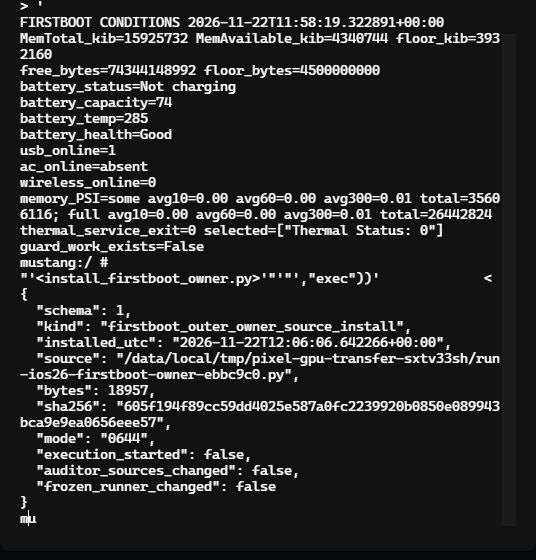 > '
FIRSTBOOT CONDITIONS 2026-11-22T11:58:19.322891+00:00
MemTotal_kib=15925732 MemAvailable_kib=4340744 floor_kib=393
2160
free_bytes=74344148992 floor_bytes=4500000000
battery_status=Not charging
battery_capacity=74
battery_temp=285
battery_health=Good
usb_online=1
ac_online=absent
wireless_online=0
memory_PSI=some avg10=0.00 avg60=0.00 avg300=0.01 total=3560
6116; full avg10=0.00 avg60=0.00 avg300=0.01 total=26442824
thermal_service_exit=0 selected=["Thermal Status: 0"]
guard_work_exists=False
mustang:/ #
"'<install_firstboot_owner.py>'"'"',"exec"))' <
{
"schema": 1,
"kind": "firstboot_outer_owner_source_install",
"installed_utc": "2026-11-22T12:06:06.642266+00:00",
"source": "/data/local/tmp/pixel-gpu-transfer-sxtv33sh/run
-ios26-firstboot-owner-ebbc9c0.py",
"bytes": 18957,
"sha256": "605f194f89cc59dd4025e587a0fc2239920b0850e089943
bca9e9ea0656eee57",
"mode": "0644",
"execution_started": false,
"auditor_sources_changed": false,
"frozen_runner_changed": false
}
mu